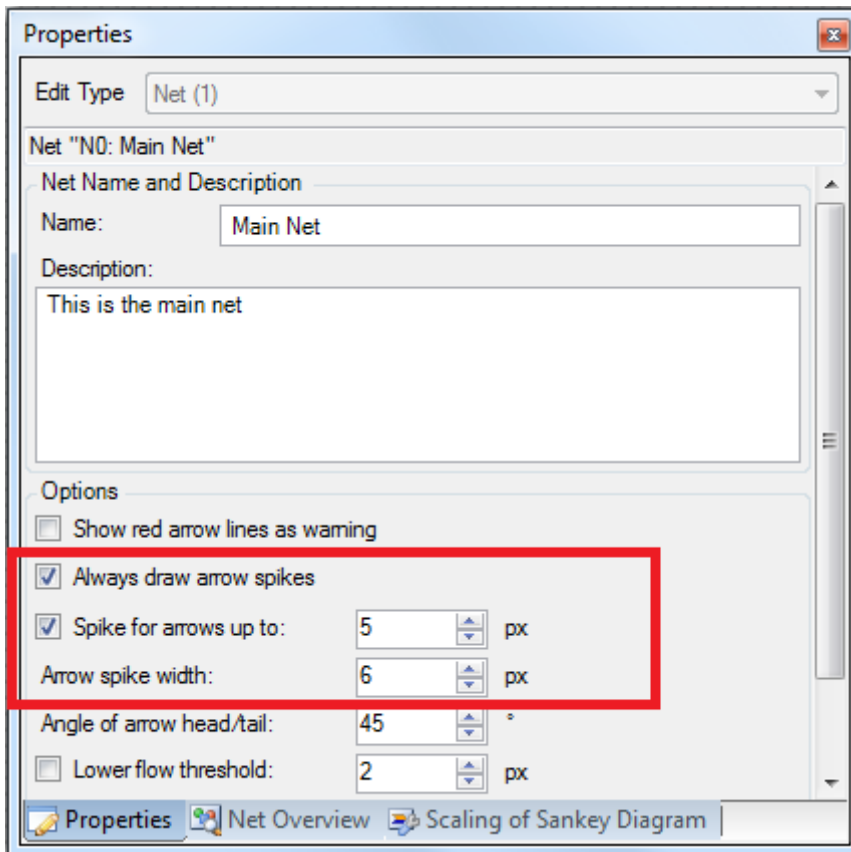 Properties
Edit Type Net (1)
Net "N0: Main Net"
Net Name and Description
Name: Main Net
Description:
This is the main net
Options
Show red arrow lines as warning
Always draw arrow spikes
Spike for arrows up to: 5 px
Arrow spike width: 6 px
Angle of arrow head/tail: 45 °
Lower flow threshold: 2 px
Properties Net Overview Scaling of Sankey Diagram